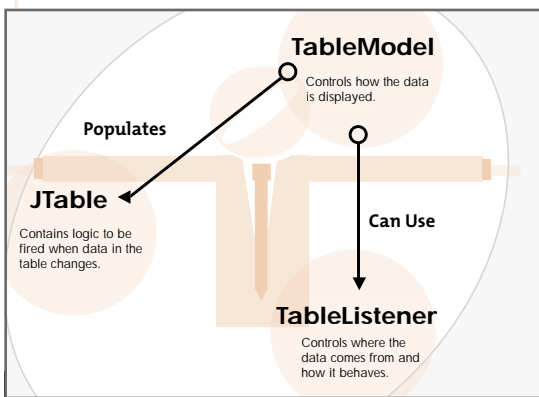 TableModel
Controls how the data
is displayed.
Populates
JTable
Contains logic to be
fired when data in the
table changes.
Can Use
TableListener
Controls where the
data comes from and
how it behaves.